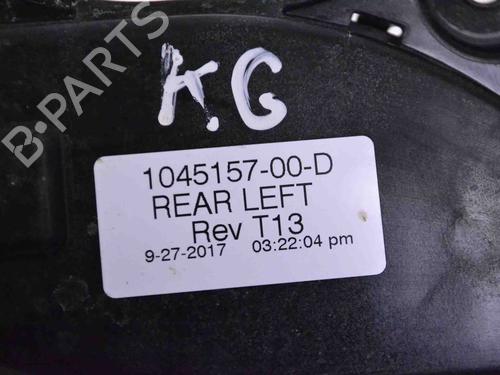 K.G
B-PARTS
1045157-00-D
REAR LEFT
Rev T13
9-27-2017 03:22:04 pm